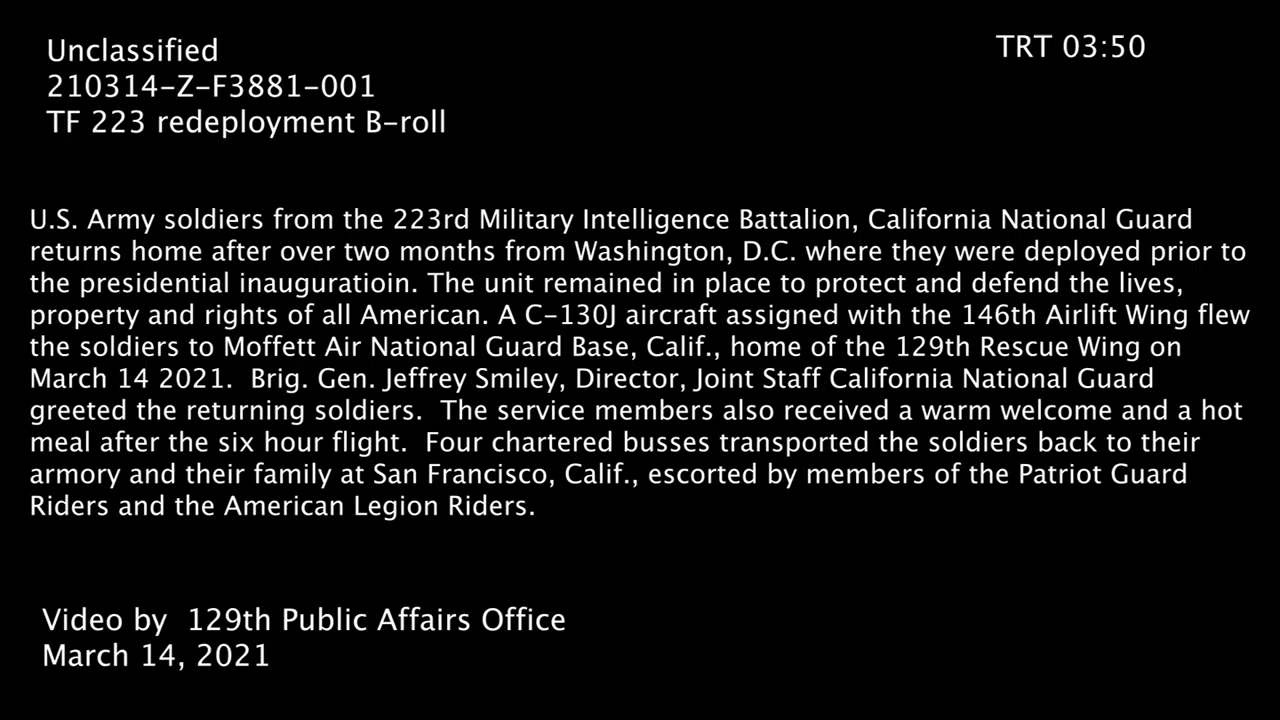 Unclassified
TRT 03:50
210314-Z-F3881-001
TF 223 redeployment B-roll
U.S. Army soldiers from the 223rd Military Intelligence Battalion, California National Guard
returns home after over two months from Washington, D.C. where they were deployed prior to
the presidential inauguratioin. The unit remained in place to protect and defend the lives,
property and rights of all American. A C-130J aircraft assigned with the 146th Airlift Wing flew
the soldiers to Moffett Air National Guard Base, Calif., home of the 129th Rescue Wing on
March 14 2021.  Brig. Gen. Jeffrey Smiley, Director, Joint Staff California National Guard
greeted the returning soldiers.  The service members also received a warm welcome and a hot
meal after the six hour flight.  Four chartered busses transported the soldiers back to their
armory and their family at San Francisco, Calif., escorted by members of the Patriot Guard
Riders and the American Legion Riders.
Video by  129th Public Affairs Office
March 14, 2021